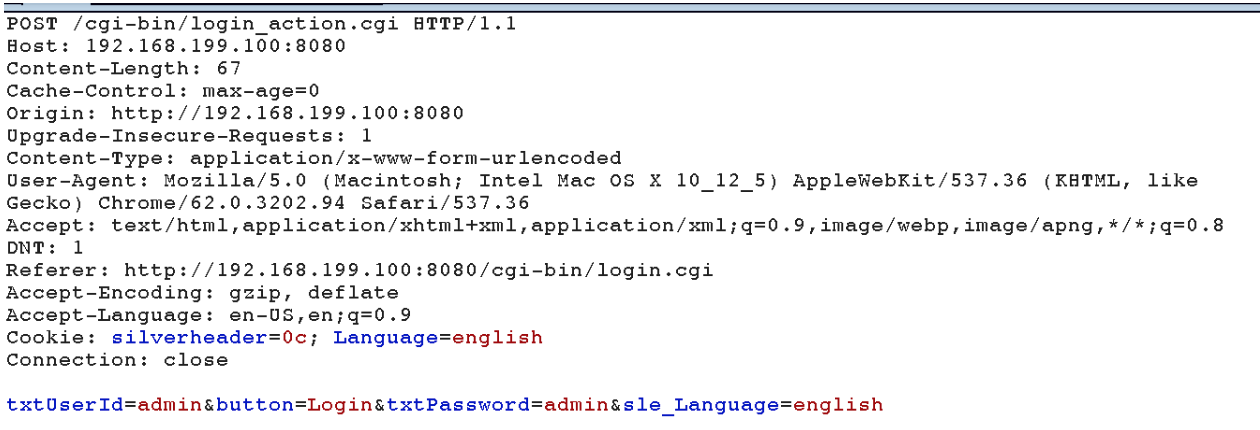 POST /cgi-bin/login_action.cgi HTTP/1.1
Host: 192.168.199.100:8080
Content-Length: 67
Cache-Control: max-age=0
Origin: http://192.168.199.100:8080
Upgrade-Insecure-Requests: 1
Content-Type: application/x-www-form-urlencoded
User-Agent: Mozilla/5.0 (Macintosh; Intel Mac OS X 10_12_5) AppleWebKit/537.36 (KHTML, like
Gecko) Chrome/62.0.3202.94 Safari/537.36
Accept: text/html,application/xhtml+xml,application/xml;q=0.9,image/webp,image/apng,*/*;q=0.8
DNT: 1
Referer: http://192.168.199.100:8080/cgi-bin/login.cgi
Accept-Encoding: gzip, deflate
Accept-Language: en-US,en;q=0.9
Cookie: silverheader=0c; Language=english
Connection: close
txtUserId=admin&button=Login&txtPassword=admin&sle_Language=english